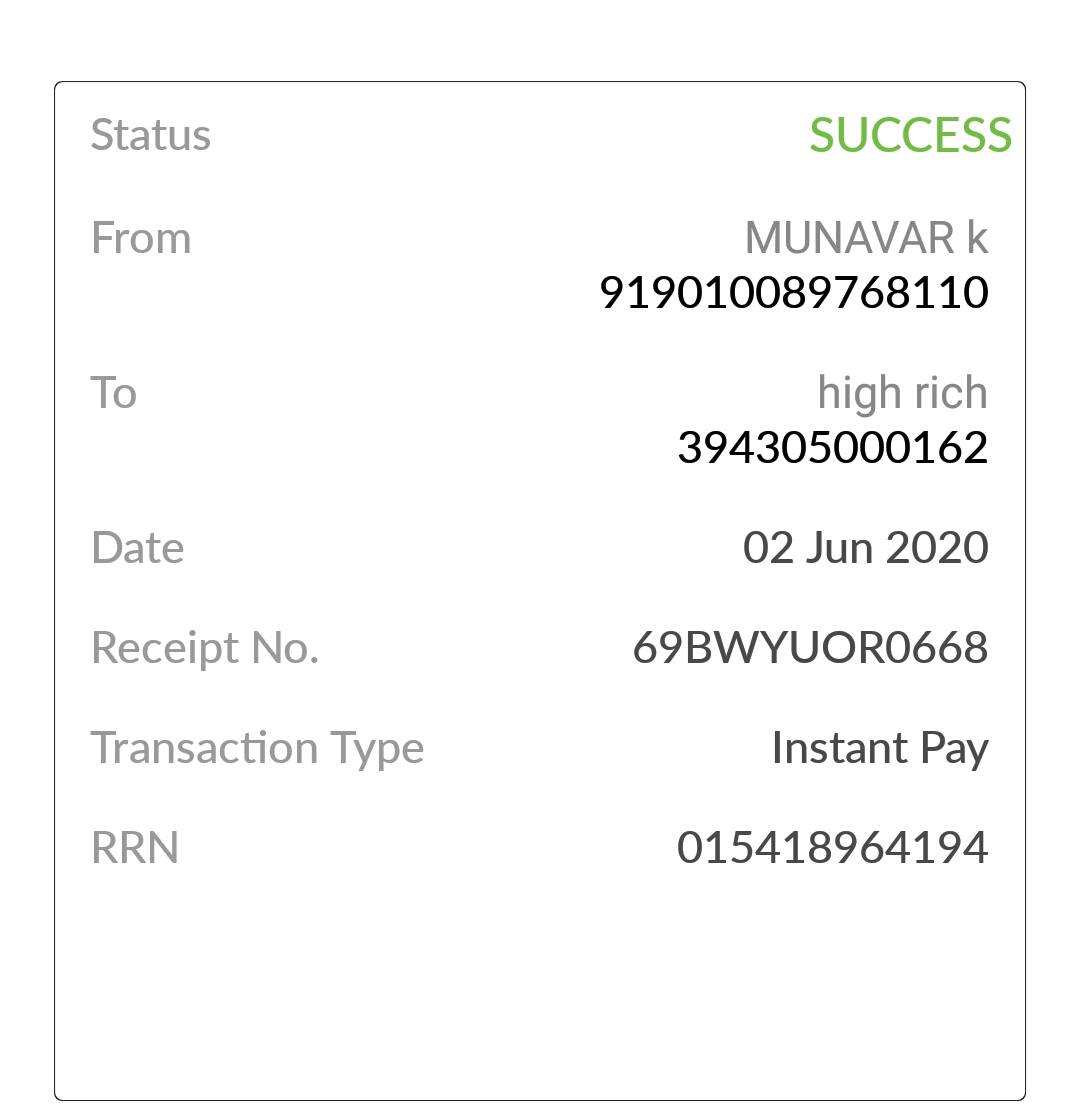 Status SUCCESS
From MUNAVAR k
919010089768110
To high rich
394305000162
Date 02 Jun 2020
Receipt No. 69BWYUOR0668
Transaction Type Instant Pay
RRN 015418964194